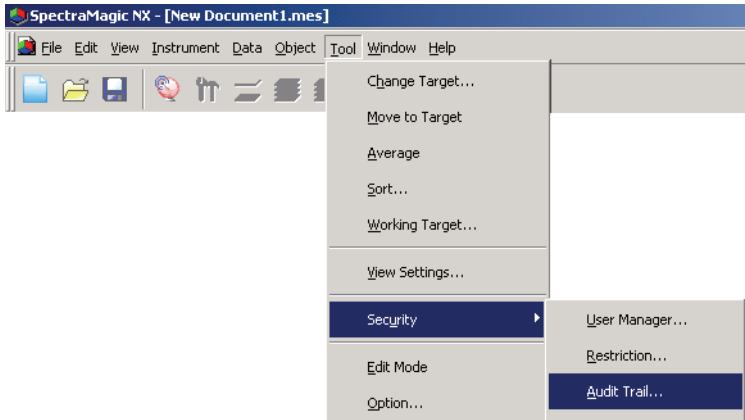 SpectraMagic NX - [New Document1.mes]
File Edit View Instrument Data Object Tool Window Help
Change Target...
Move to Target
Average
Sort...
Working Target...
View Settings...
Security
User Manager...
Restriction...
Audit Trail...
Edit Mode
Option...